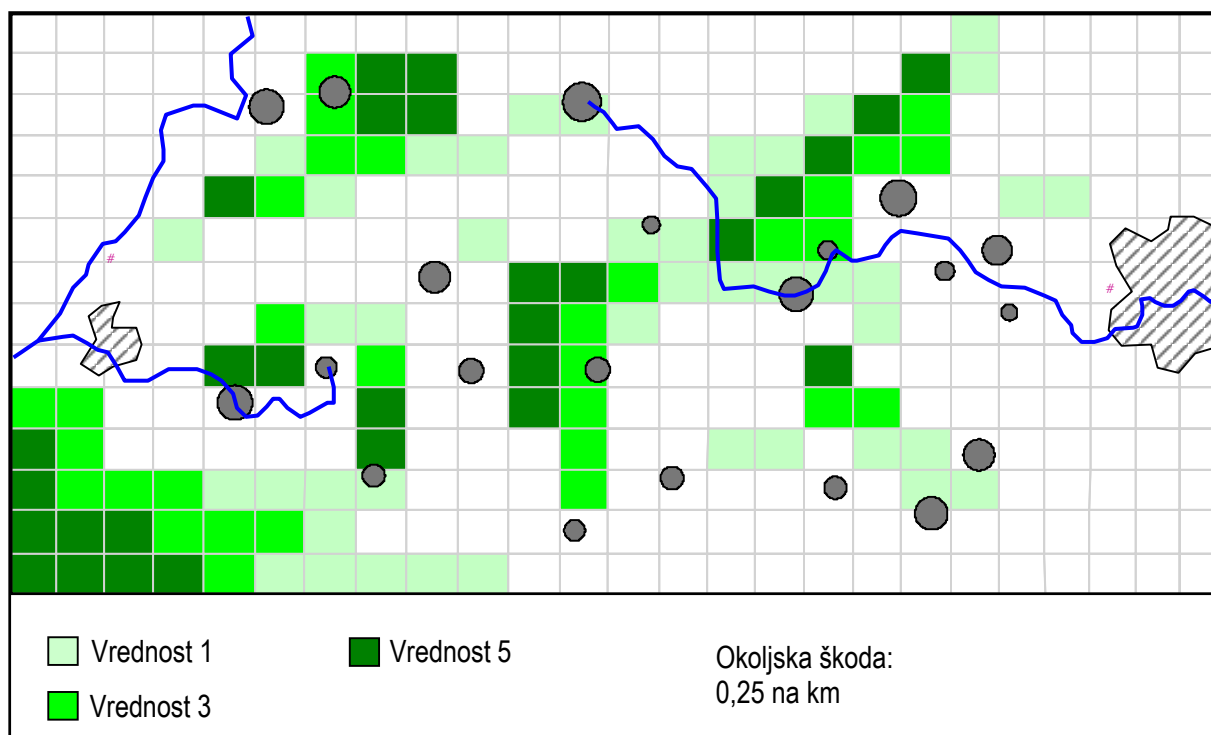 #
#
Vrednost 1
Vrednost 5
Vrednost 3
Okoljska škoda:
0,25 na km